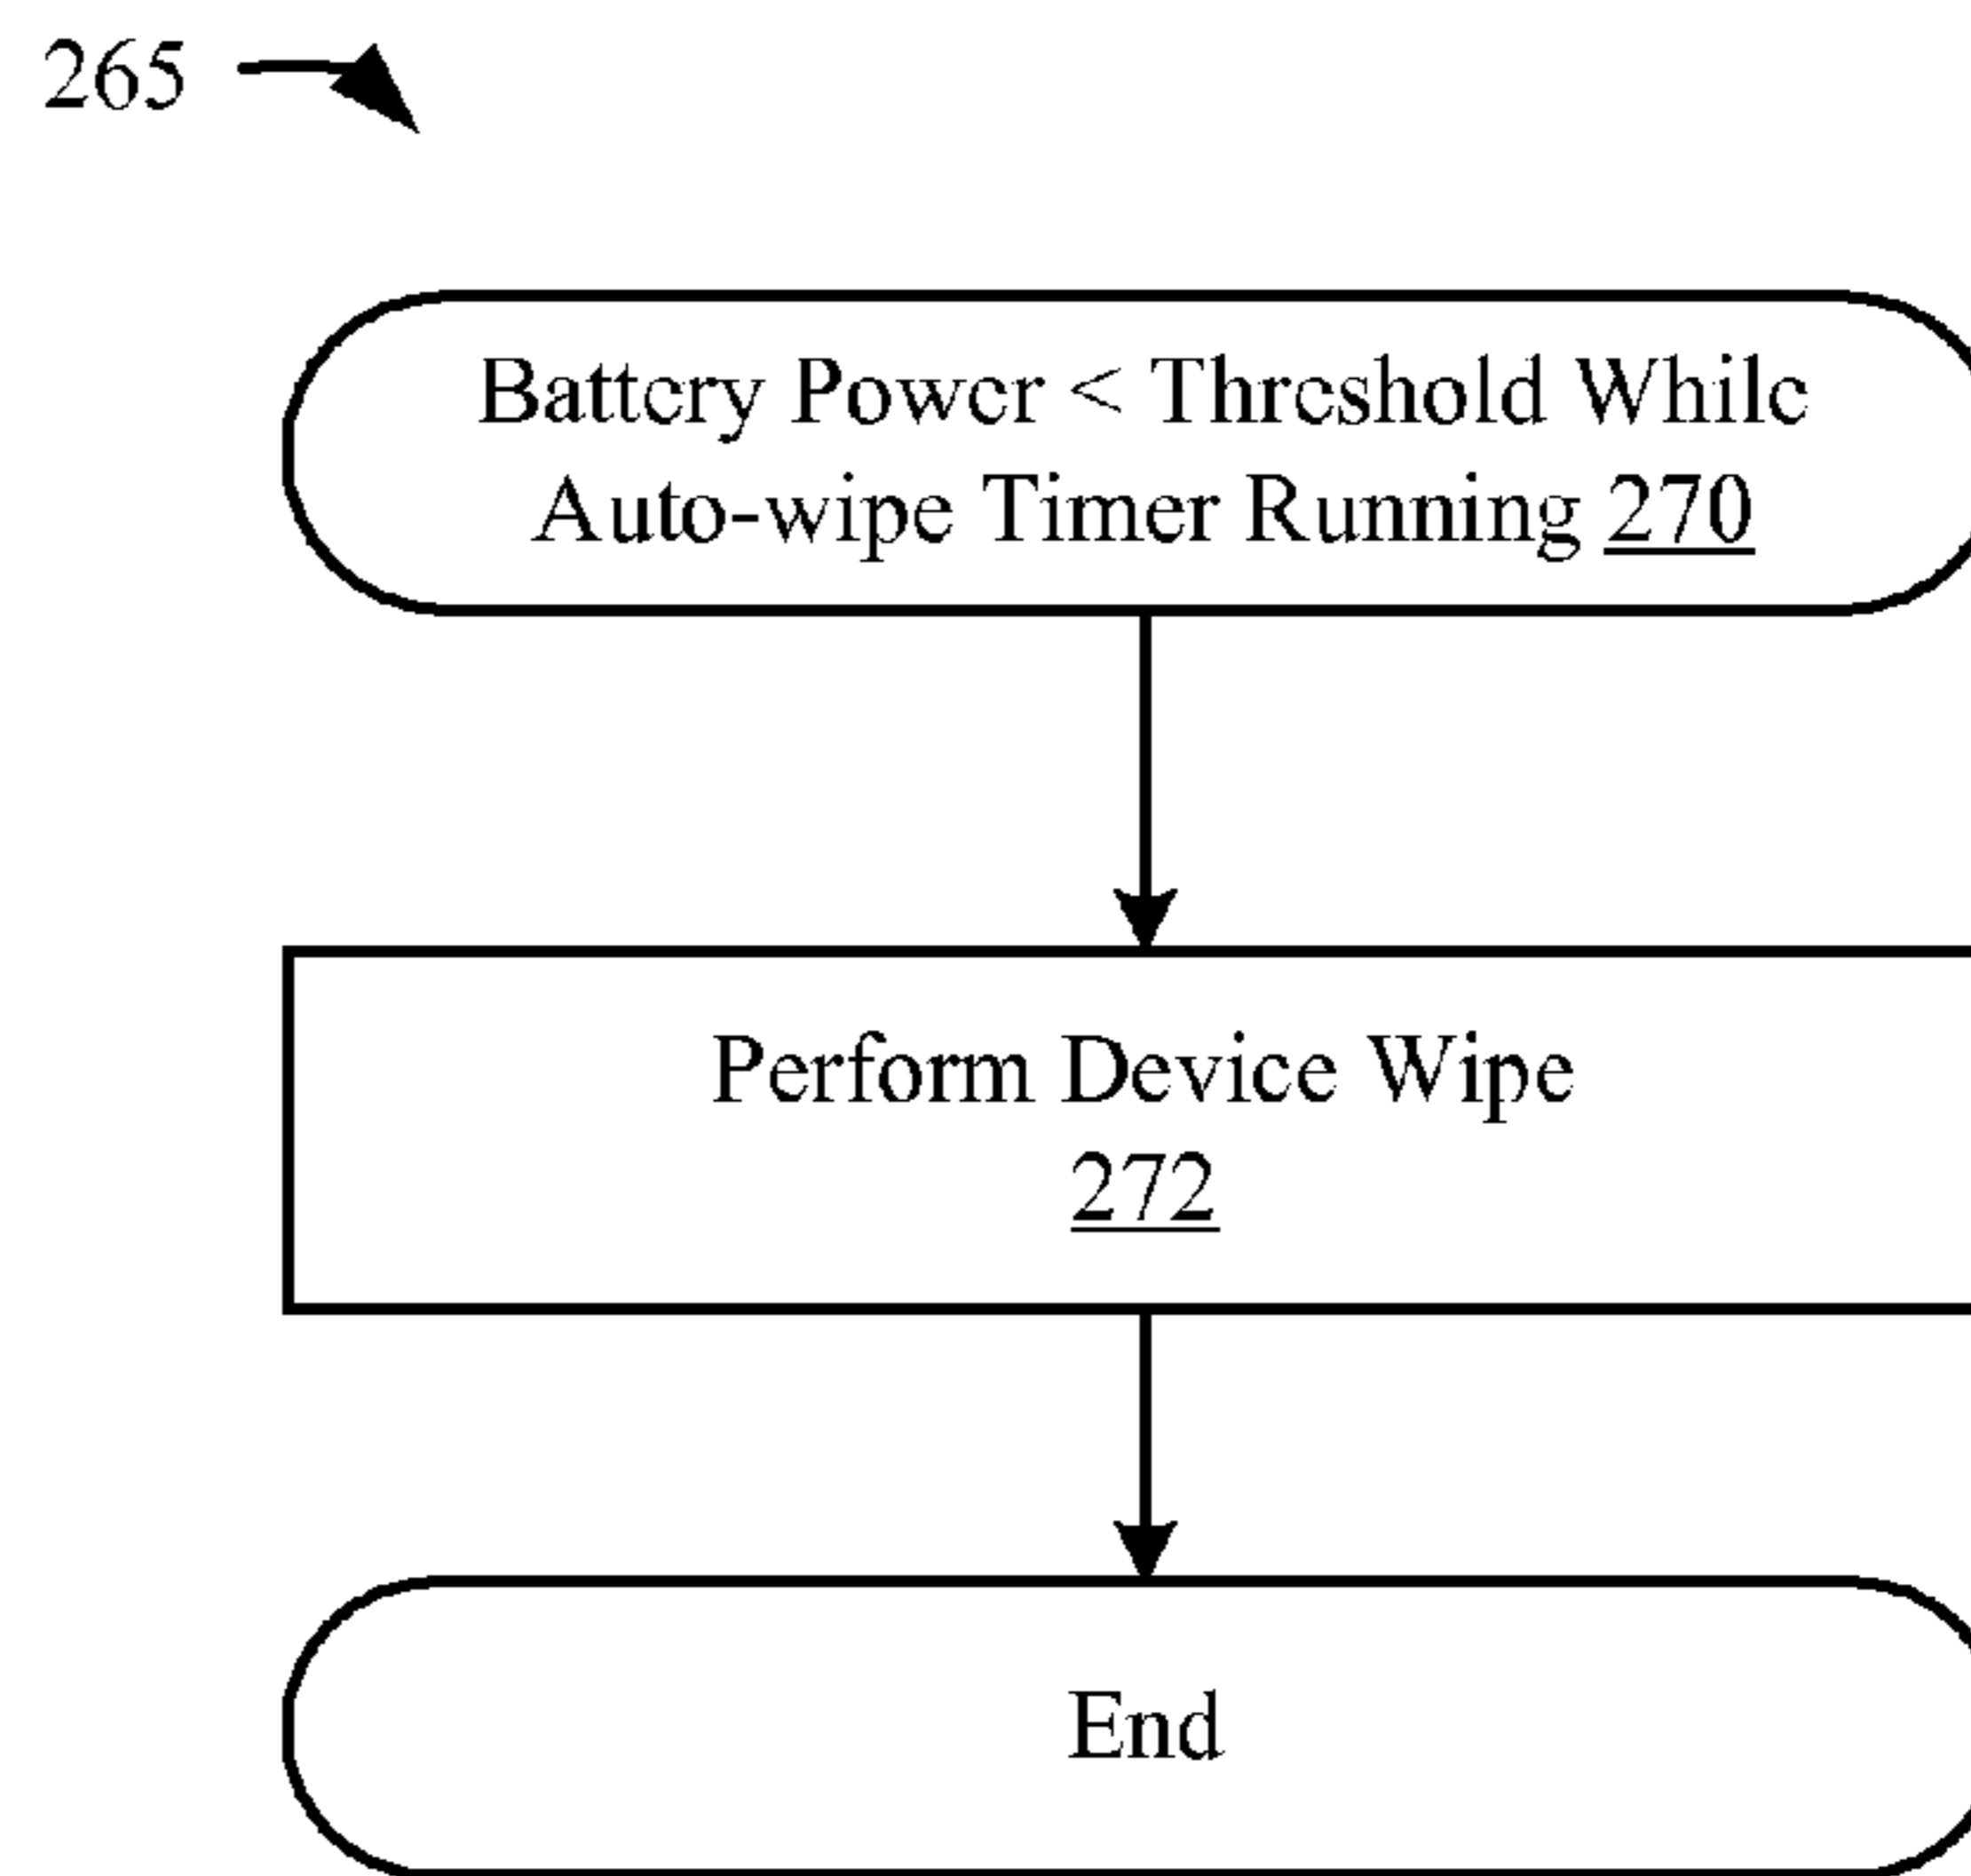 265
Battery Power < Threshold While
Auto-wipe Timer Running 270
Perform Device Wipe
272
End